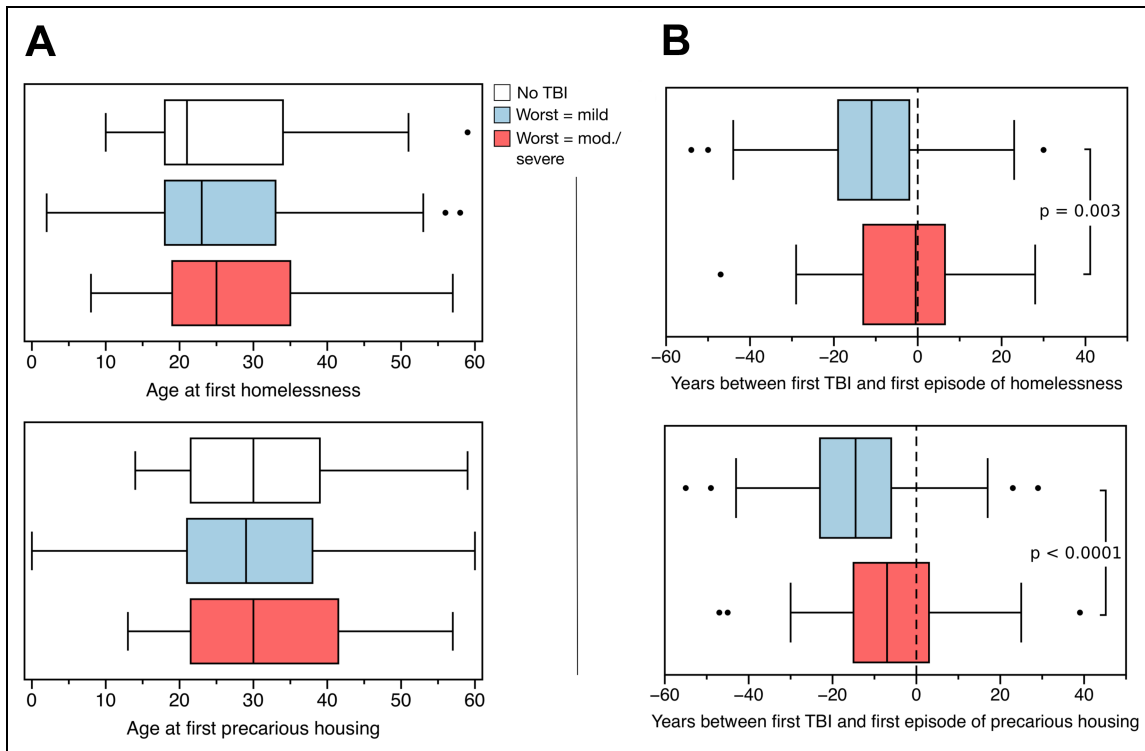 A
No TBI
Worst = mild
Worst = mod./
severe
0 10 20 30 40 50 60
Age at first homelessness
0 10 20 30 40 50 60
Age at first precarious housing
B
p = 0.003
−60 −40 −20 0 20 40
Years between first TBI and first episode of homelessness
p < 0.0001
−60 −40 −20 0 20 40
Years between first TBI and first episode of precarious housing